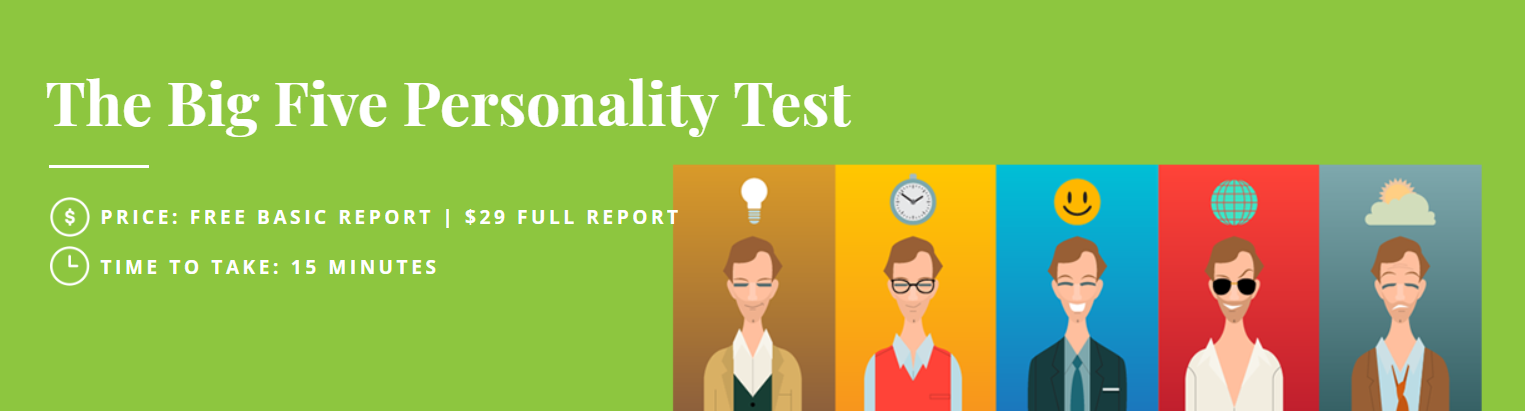 The Big Five Personality Test
PRICE: FREE BASIC REPORT | $29 FULL REPORT
TIME TO TAKE: 15 MINUTES